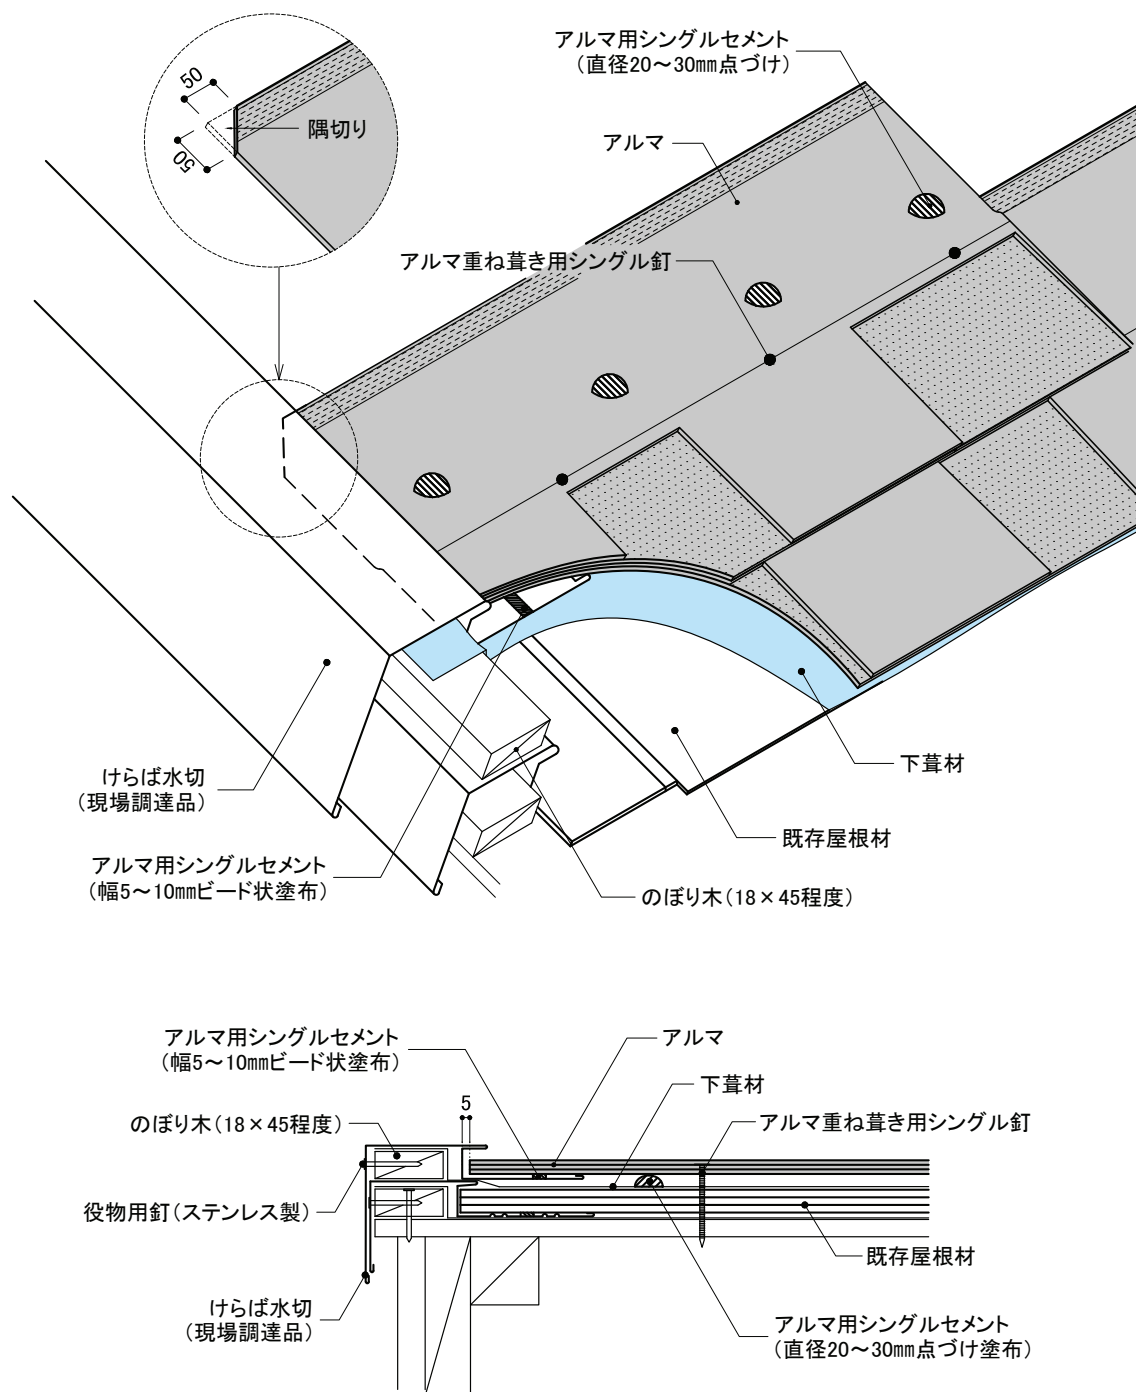 アルマ用シングルセメント
（直径20～30mm点づけ）
50
50
隅切り
アルマ
アルマ重ね葺き用シングル釘
けらば水切
（現場調達品）
下葺材
既存屋根材
アルマ用シングルセメント
（幅5～10mmビード状塗布）
のぼり木（18×45程度）
アルマ用シングルセメント
（幅5～10mmビード状塗布）
アルマ
下葺材
5
のぼり木（18×45程度）
アルマ重ね葺き用シングル釘
役物用釘（ステンレス製）
既存屋根材
けらば水切
（現場調達品）
アルマ用シングルセメント
（直径20～30mm点づけ塗布）